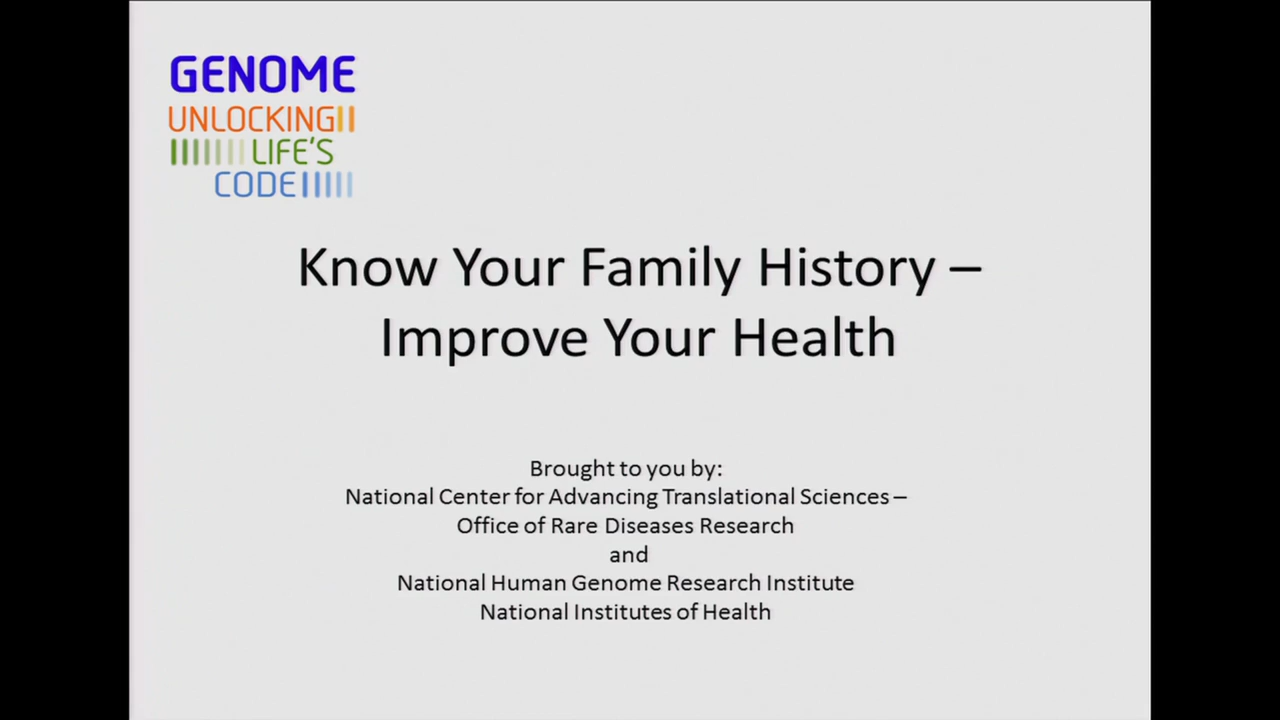 GENOME
UNLOCKING
LIFE'S
CODE
Know Your Family History –
Improve Your Health
Brought to you by:
National Center for Advancing Translational Sciences –
Office of Rare Diseases Research
and
National Human Genome Research Institute
National Institutes of Health